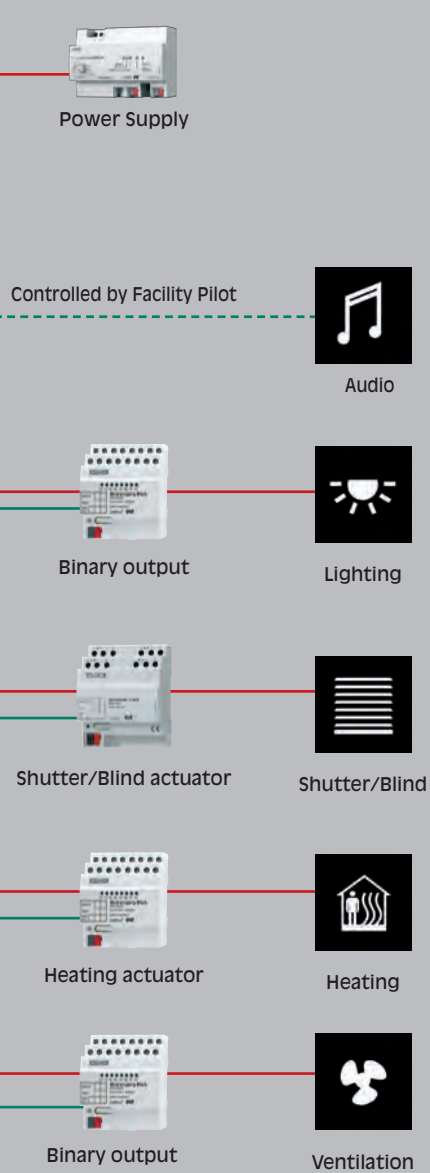 Power Supply
Controlled by Facility Pilot
Audio
Binary output
Lighting
Shutter/Blind actuator
Shutter/Blind
Heating actuator
Heating
Binary output
Ventilation